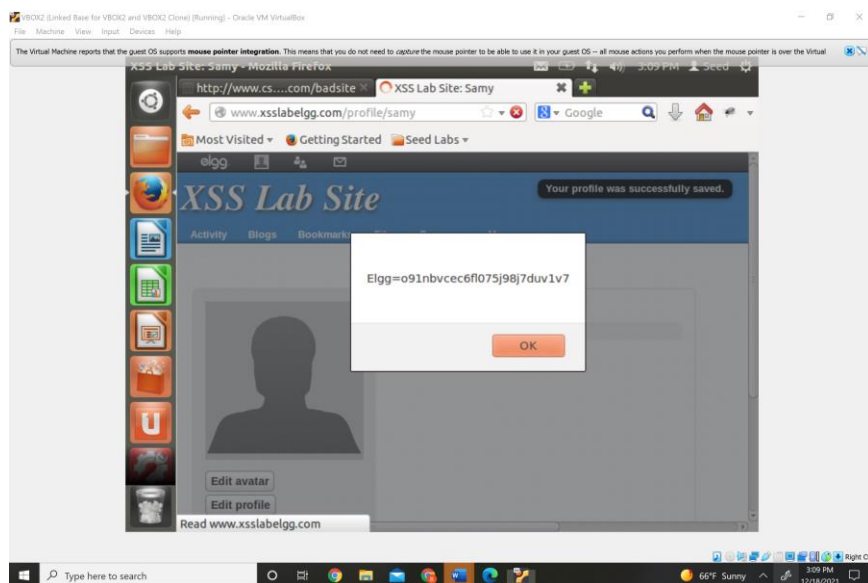 VBOX2 (Linked Base for VBOX2 and VBOX2 Clone) [Running] - Oracle VM VirtualBox
File Machine View Input Devices Help
The Virtual Machine reports that the guest OS supports mouse pointer integration. This means that you do not need to capture the mouse pointer to be able to use it in your guest OS -- all mouse actions you perform when the mouse pointer is over the Virtual
XSS Lab Site: Samy - Mozilla Firefox 3:09 PM Seed
http://www.cs....com/badsite XSS Lab Site: Samy
www.xsslabelgg.com/profile/samy Google
Most Visited Getting Started Seed Labs
elgg
XSS Lab Site
Your profile was successfully saved.
Activity Blogs Bookmarks
Elgg=o91nbvcec6fl075j98j7duv1v7
OK
Edit avatar
Edit profile
Read www.xsslabelgg.com
Right C
Type here to search
66°F Sunny
3:09 PM
12/18/2021